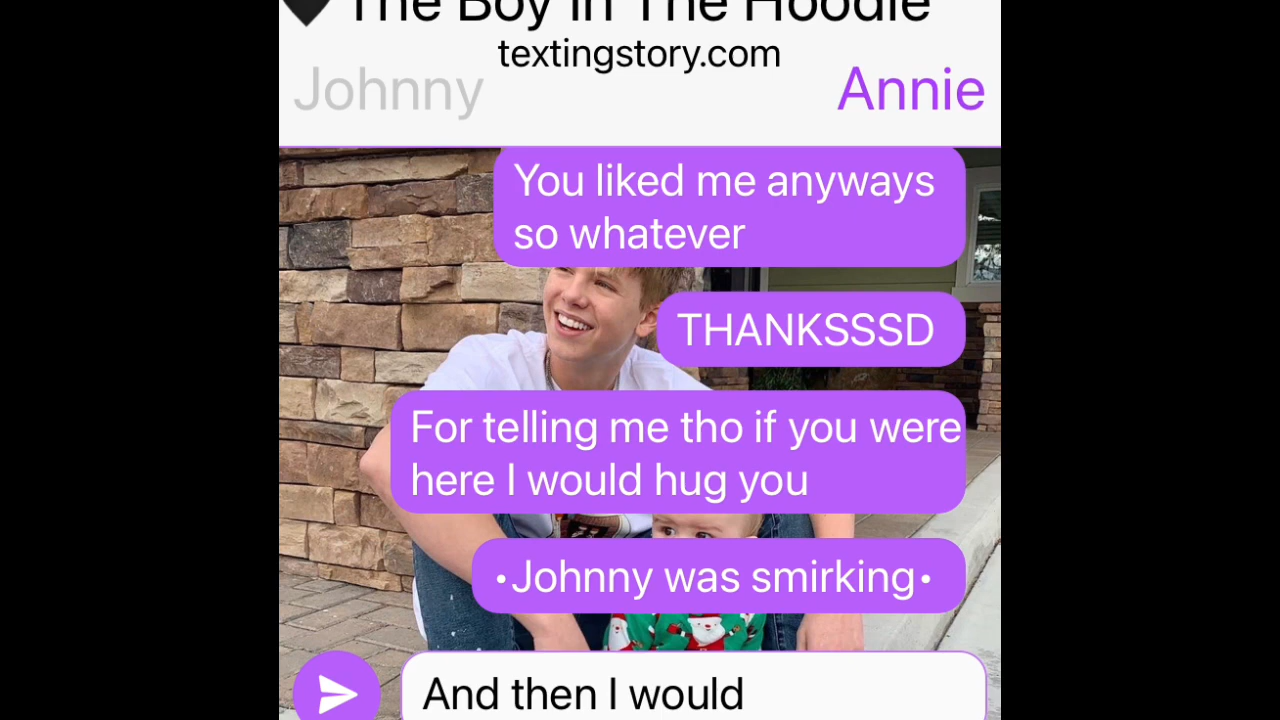 The Boy In The Hoodie
textingstory.com
Johnny
Annie
You liked me anyways
so whatever
THANKSSSD
For telling me tho if you were
here I would hug you
•Johnny was smirking•
And then I would